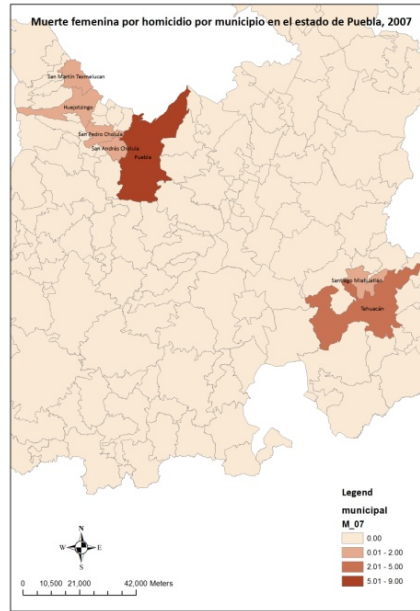 Muerte femenina por homicidio por municipio en el estado de Puebla, 2007
San Martín Texmelucan
Huejotzingo
San Pedro Cholula
San Andrés Cholula
Puebla
Santiago Miahuatlán
Tehuacán
Legend
municipal
M_07
0.00
0.01 - 2.00
2.01 - 5.00
5.01 - 9.00
N
W E
S
0 10,500 21,000 42,000 Meters